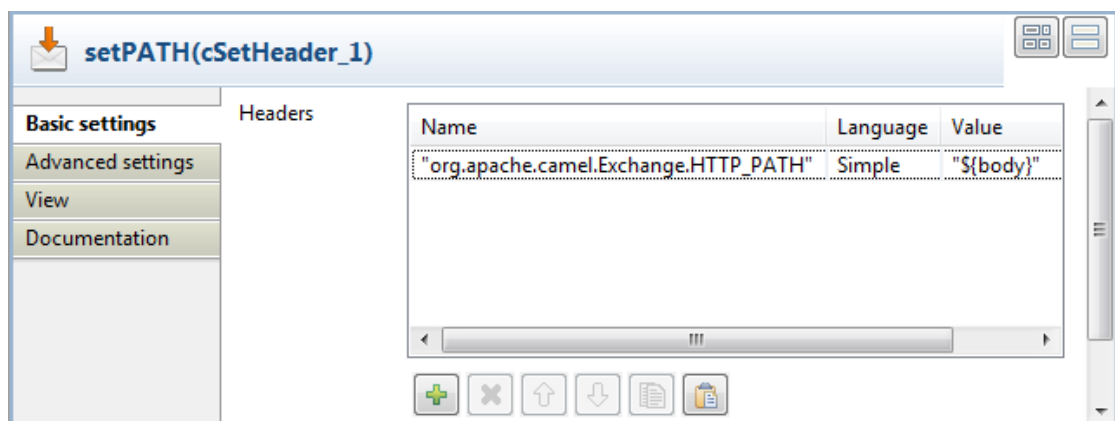 setPATH(cSetHeader_1)
Basic settings
Advanced settings
View
Documentation
Headers
Name Language Value
"org.apache.camel.Exchange.HTTP_PATH" Simple "${body}"